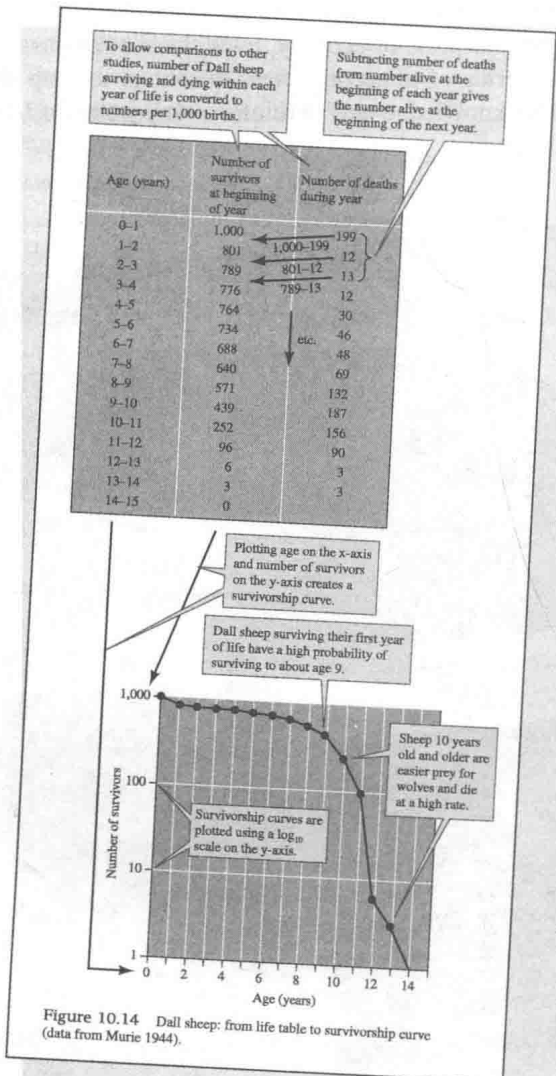 To allow comparisons to other
studies, number of Dall sheep
surviving and dying within each
year of life is converted to
numbers per 1,000 births.
Subtracting number of deaths
from number alive at the
beginning of each year gives
the number alive at the
beginning of the next year.
Age (years)
Number of
survivors
at beginning
of year
Number of deaths
during year
0–1 1,000 199
1–2 801 1,000–199 12
2–3 789 801–12 13
3–4 776 789–13 12
4–5 764 30
5–6 734 etc. 46
6–7 688 48
7–8 640 69
8–9 571 132
9–10 439 187
10–11 252 156
11–12 96 90
12–13 6 3
13–14 3 3
14–15 0
Plotting age on the x-axis
and number of survivors
on the y-axis creates a
survivorship curve.
Dall sheep surviving their first year
of life have a high probability of
surviving to about age 9.
Sheep 10 years
old and older are
easier prey for
wolves and die
at a high rate.
Survivorship curves are
plotted using a log10
scale on the y-axis.
Number of survivors
1,000
100
10
1
0 2 4 6 8 10 12 14
Age (years)
Figure 10.14 Dall sheep: from life table to survivorship curve
(data from Murie 1944).